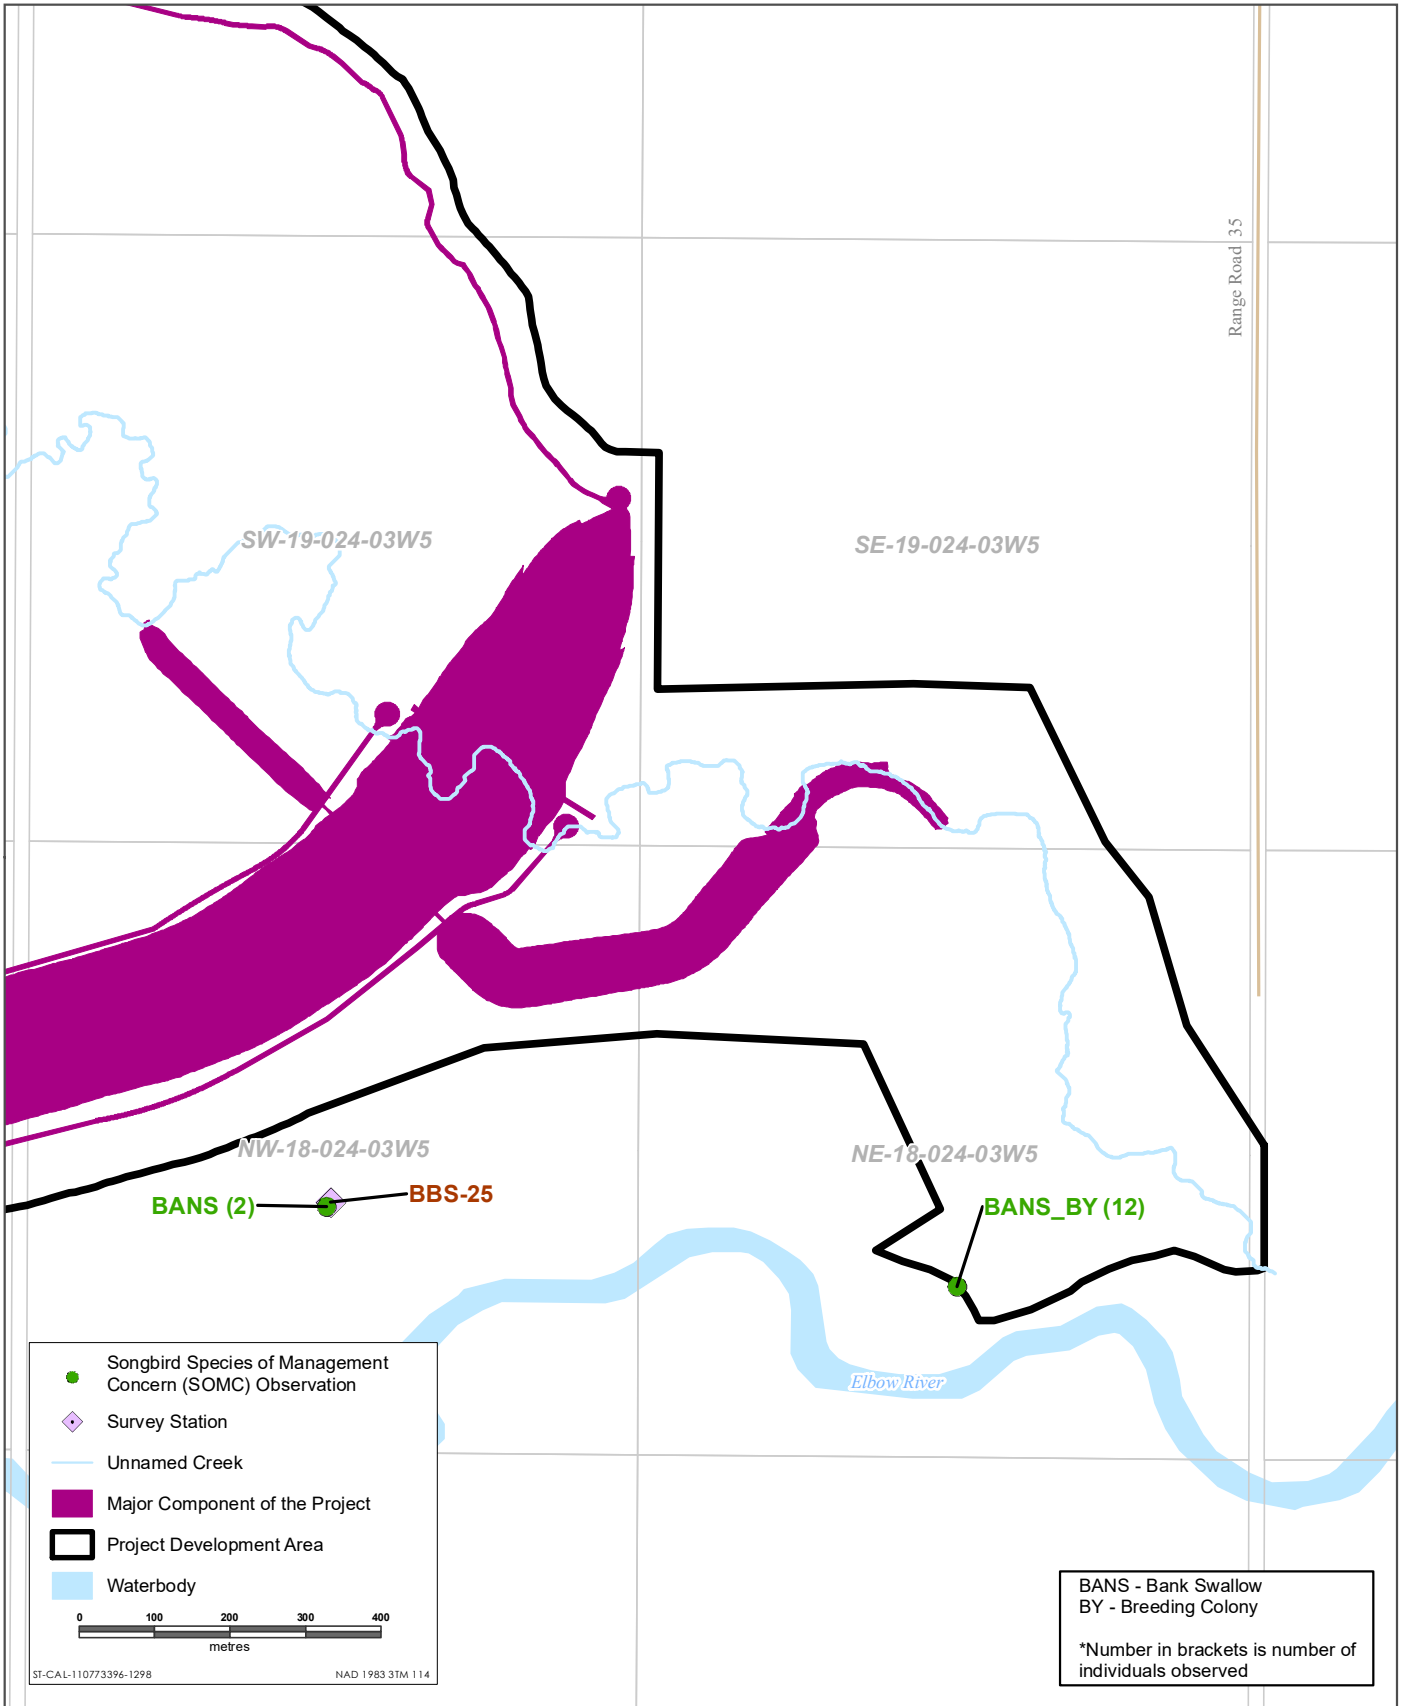 Range Road 35
SW-19-024-03W5
SE-19-024-03W5
NW-18-024-03W5
NE-18-024-03W5
BANS (2)
BBS-25
BANS_BY (12)
Elbow River
Songbird Species of Management
Concern (SOMC) Observation
Survey Station
Unnamed Creek
Major Component of the Project
Project Development Area
Waterbody
0 100 200 300 400
metres
ST-CAL-110773396-1298 NAD 1983 3TM 114
BANS - Bank Swallow
BY - Breeding Colony
*Number in brackets is number of
individuals observed